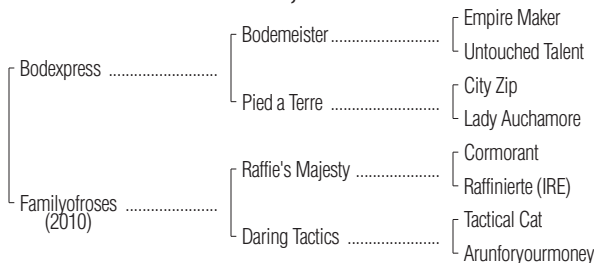 Empire Maker
Bodemeister........................
Untouched Talent
Bodexpress ........................
City Zip
Pied a Terre ........................
Lady Auchamore
Cormorant
Raffie's Majesty ..................
Raffinierte (IRE)
Familyofroses ....................
(2010)
Tactical Cat
Daring Tactics ....................
Arunforyourmoney